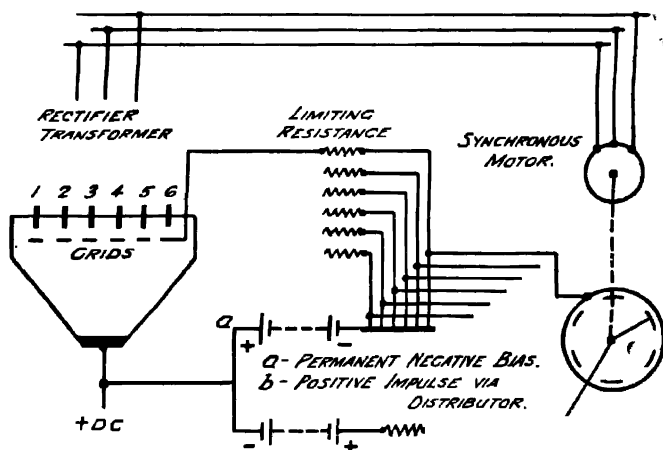 RECTIFIER
TRANSFORMER
LIMITING
RESISTANCE
SYNCHRONOUS
MOTOR.
1 2 3 4 5 6
GRIDS
a
+ -
a - PERMANENT NEGATIVE BIAS.
b - POSITIVE IMPULSE VIA
DISTRIBUTOR.
+DC
- +